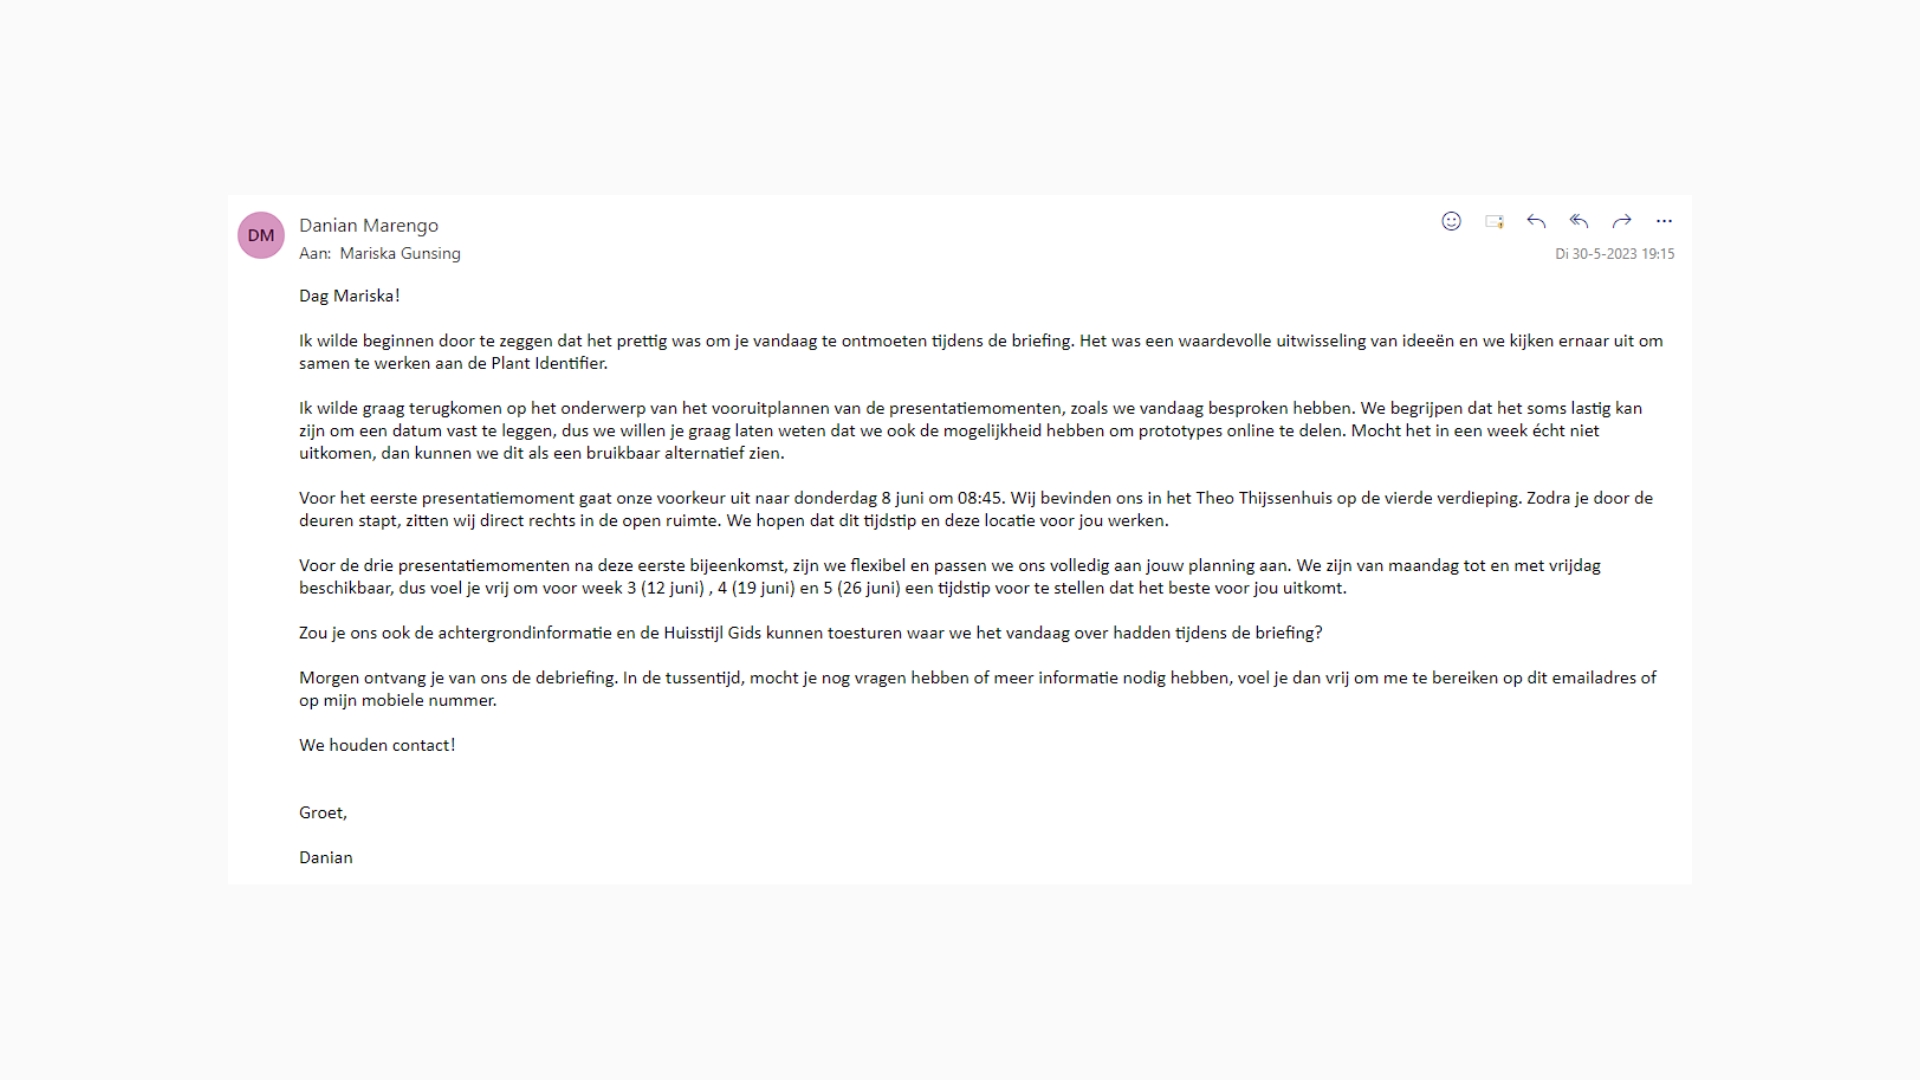 DM
Danian Marengo
Aan: Mariska Gunsing
Di 30-5-2023 19:15
Dag Mariska!
Ik wilde beginnen door te zeggen dat het prettig was om je vandaag te ontmoeten tijdens de briefing. Het was een waardevolle uitwisseling van ideeën en we kijken ernaar uit om
samen te werken aan de Plant Identifier.
Ik wilde graag terugkomen op het onderwerp van het vooruitplannen van de presentatiemomenten, zoals we vandaag besproken hebben. We begrijpen dat het soms lastig kan
zijn om een datum vast te leggen, dus we willen je graag laten weten dat we ook de mogelijkheid hebben om prototypes online te delen. Mocht het in een week écht niet
uitkomen, dan kunnen we dit als een bruikbaar alternatief zien.
Voor het eerste presentatiemoment gaat onze voorkeur uit naar donderdag 8 juni om 08:45. Wij bevinden ons in het Theo Thijssenhuis op de vierde verdieping. Zodra je door de
deuren stapt, zitten wij direct rechts in de open ruimte. We hopen dat dit tijdstip en deze locatie voor jou werken.
Voor de drie presentatiemomenten na deze eerste bijeenkomst, zijn we flexibel en passen we ons volledig aan jouw planning aan. We zijn van maandag tot en met vrijdag
beschikbaar, dus voel je vrij om voor week 3 (12 juni) , 4 (19 juni) en 5 (26 juni) een tijdstip voor te stellen dat het beste voor jou uitkomt.
Zou je ons ook de achtergrondinformatie en de Huisstijl Gids kunnen toesturen waar we het vandaag over hadden tijdens de briefing?
Morgen ontvang je van ons de debriefing. In de tussentijd, mocht je nog vragen hebben of meer informatie nodig hebben, voel je dan vrij om me te bereiken op dit emailadres of
op mijn mobiele nummer.
We houden contact!
Groet,
Danian